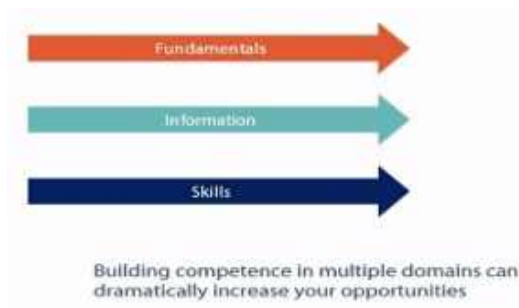 Fundamentals
Information
Skills
Building competence in multiple domains can
dramatically increase your opportunities